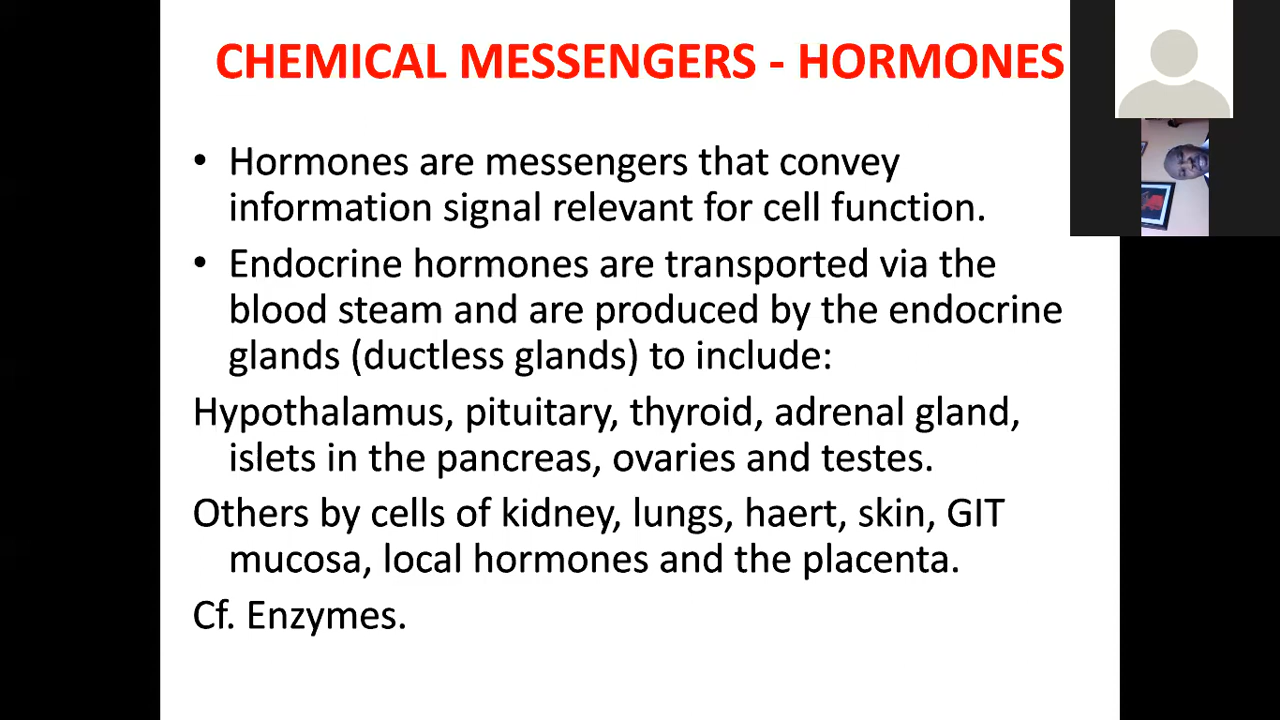 CHEMICAL MESSENGERS - HORMONES
• Hormones are messengers that convey
information signal relevant for cell function.
• Endocrine hormones are transported via the
blood steam and are produced by the endocrine
glands (ductless glands) to include:
Hypothalamus, pituitary, thyroid, adrenal gland,
islets in the pancreas, ovaries and testes.
Others by cells of kidney, lungs, haert, skin, GIT
mucosa, local hormones and the placenta.
Cf. Enzymes.